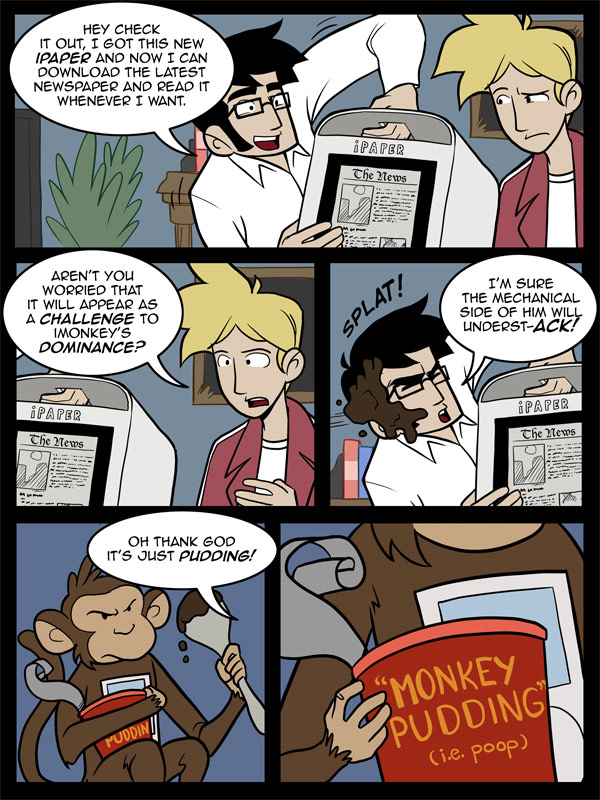 HEY CHECK
IT OUT, I GOT THIS NEW
IPAPER AND NOW I CAN
DOWNLOAD THE LATEST
NEWSPAPER AND READ IT
WHENEVER I WANT.
iPAPER
The News
AREN'T YOU
WORRIED THAT
IT WILL APPEAR AS
A CHALLENGE TO
IMONKEY'S
DOMINANCE?
iPAPER
The News
SPLAT!
I'M SURE
THE MECHANICAL
SIDE OF HIM WILL
UNDERST-ACK!
iPAPER
The News
OH THANK GOD
IT'S JUST PUDDING!
PUDDIN
"MONKEY
PUDDING"
(i.e. poop)